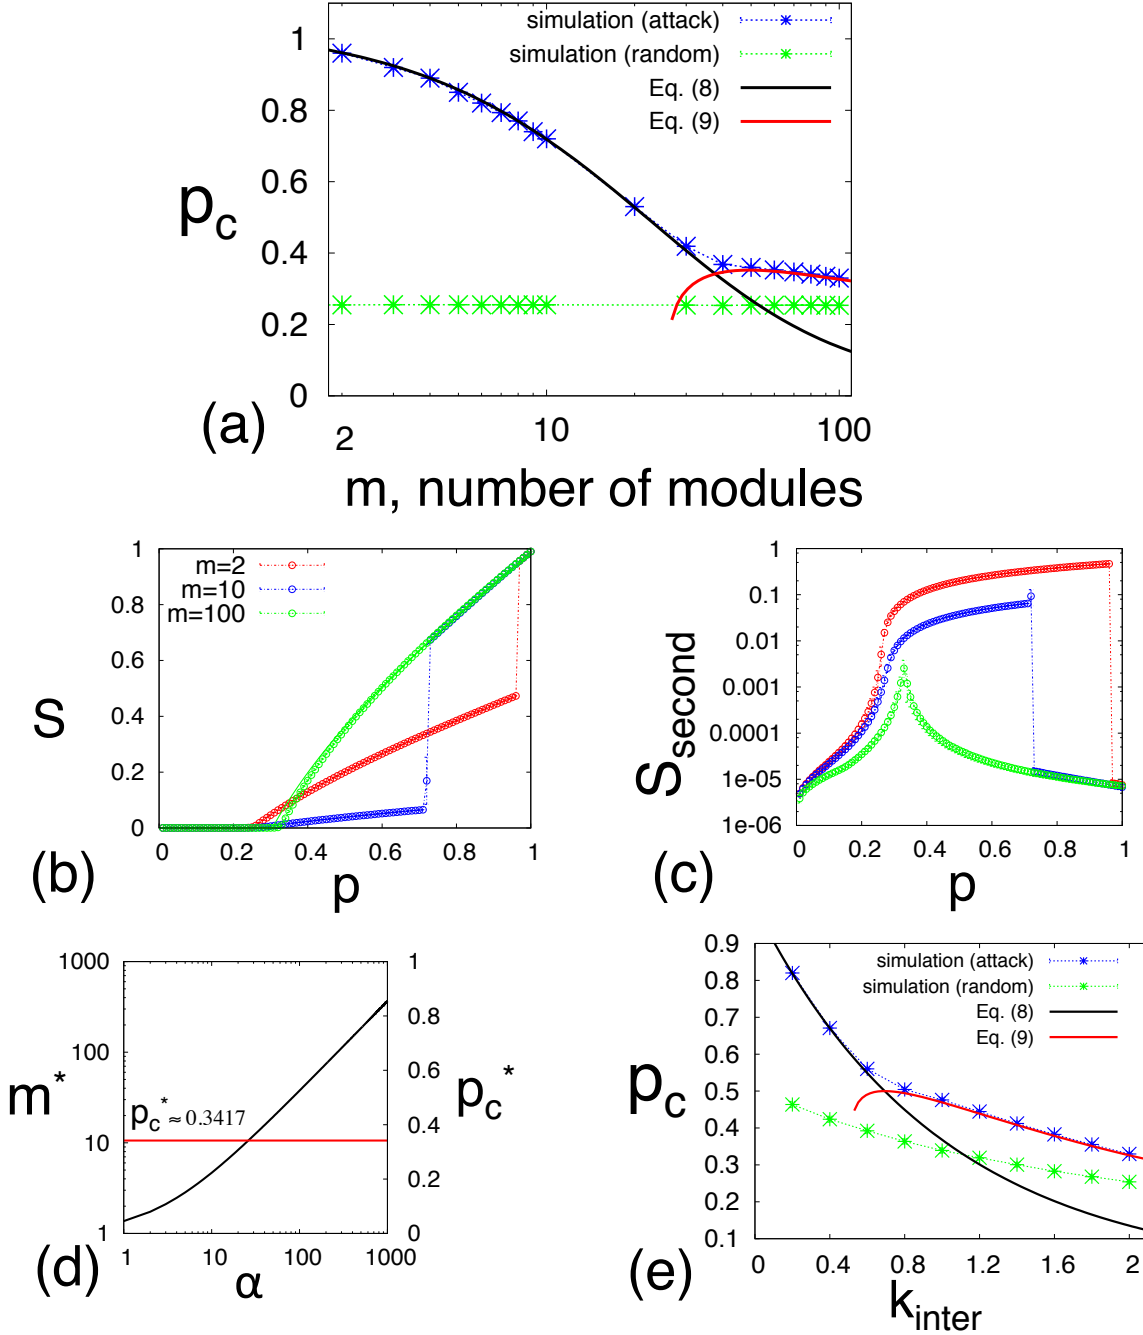 simulation (attack)
simulation (random)
Eq. (8)
Eq. (9)
1
0.8
0.6
0.4
0.2
0
p_c
2
10
100
(a)
m, number of modules
m=2
m=10
m=100
1
0.8
0.6
0.4
0.2
0
S
0
0.2
0.4
0.6
0.8
1
(b)
p
1
0.1
0.01
0.001
0.0001
1e-05
1e-06
S_second
0
0.2
0.4
0.6
0.8
1
(c)
p
1000
100
10
1
m*
p_c* ≈0.3417
1
0.8
0.6
0.4
0.2
0
p_c*
1
10
100
1000
(d)
α
simulation (attack)
simulation (random)
Eq. (8)
Eq. (9)
0.9
0.8
0.7
0.6
0.5
0.4
0.3
0.2
0.1
p_c
0
0.4
0.8
1.2
1.6
2
(e)
k_inter